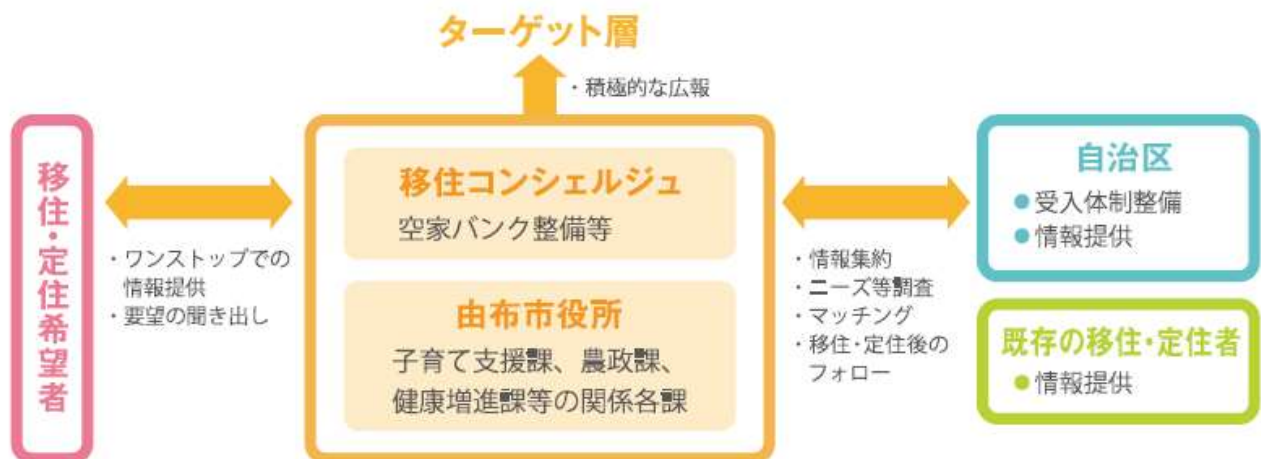 ターゲット層
・積極的な広報
移住・定住希望者
・ワンストップでの
情報提供
・要望の聞き出し
移住コンシェルジュ
空家バンク整備等
由布市役所
子育て支援課、農政課、
健康増進課等の関係各課
・情報集約
・ニーズ等調査
・マッチング
・移住・定住後の
フォロー
自治区
●受入体制整備
●情報提供
既存の移住・定住者
●情報提供